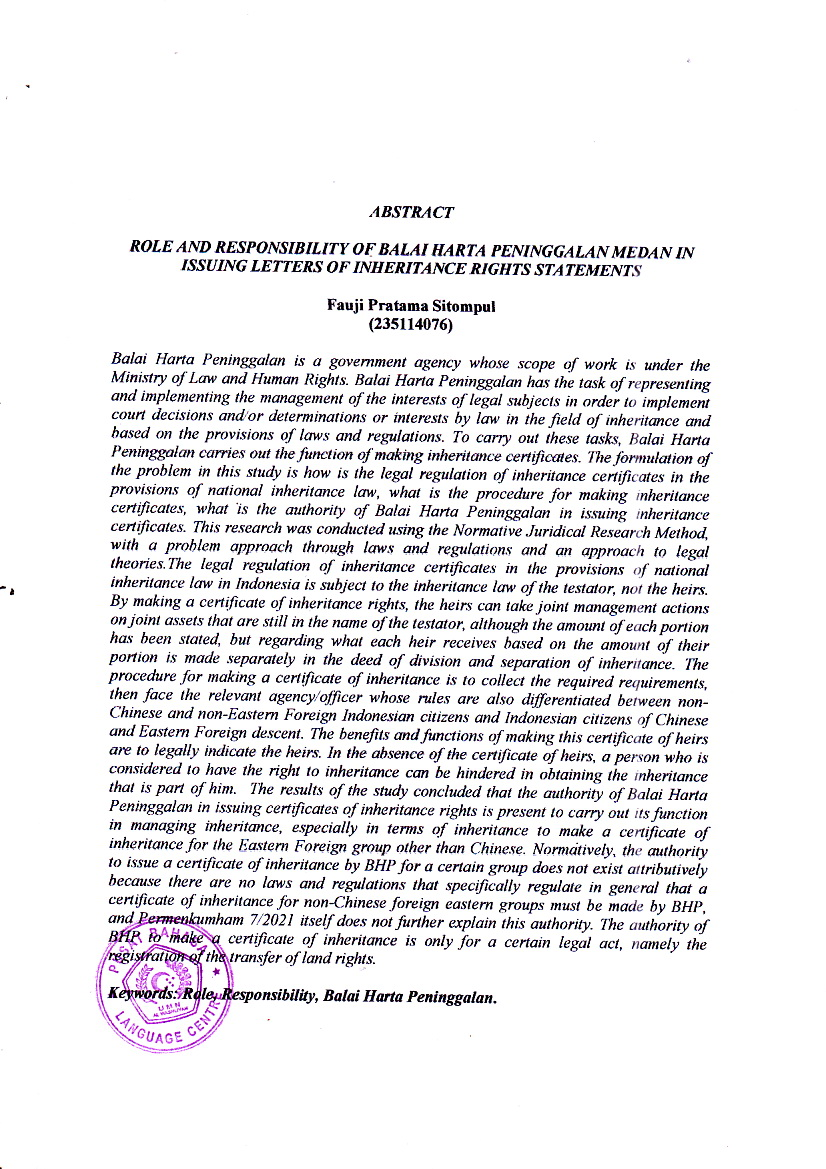 ABSTRACT
ROLE AND RESPONSIBILITY OF BALAI HARTA PENINGGALAN MEDAN IN
ISSUING LETTERS OF INHERITANCE RIGHTS STATEMENTS
Fauji Pratama Sitompul
(235114076)
Balai Harta Peninggalan is a government agency whose scope of work is under the
Ministry of Law and Human Rights. Balai Harta Peninggalan has the task of representing
and implementing the management of the interests of legal subjects in order to implement
court decisions and/or determinations or interests by law in the field of inheritance and
based on the provisions of laws and regulations. To carry out these tasks, Balai Harta
Peninggalan carries out the function of making inheritance certificates. The formulation of
the problem in this study is how is the legal regulation of inheritance certificates in the
provisions of national inheritance law, what is the procedure for making inheritance
certificates, what is the authority of Balai Harta Peninggalan in issuing inheritance
certificates. This research was conducted using the Normative Juridical Research Method,
with a problem approach through laws and regulations and an approach to legal
theories.The legal regulation of inheritance certificates in the provisions of national
inheritance law in Indonesia is subject to the inheritance law of the testator, not the heirs.
By making a certificate of inheritance rights, the heirs can take joint management actions
on joint assets that are still in the name of the testator, although the amount of each portion
has been stated, but regarding what each heir receives based on the amount of their
portion is made separately in the deed of division and separation of inheritance. The
procedure for making a certificate of inheritance is to collect the required requirements,
then face the relevant agency/officer whose rules are also differentiated between non-
Chinese and non-Eastern Foreign Indonesian citizens and Indonesian citizens of Chinese
and Eastern Foreign descent. The benefits and functions of making this certificate of heirs
are to legally indicate the heirs. In the absence of the certificate of heirs, a person who is
considered to have the right to inheritance can be hindered in obtaining the inheritance
that is part of him. The results of the study concluded that the authority of Balai Harta
Peninggalan in issuing certificates of inheritance rights is present to carry out its function
in managing inheritance, especially in terms of inheritance to make a certificate of
inheritance for the Eastern Foreign group other than Chinese. Normatively, the authority
to issue a certificate of inheritance by BHP for a certain group does not exist attributively
because there are no laws and regulations that specifically regulate in general that a
certificate of inheritance for non-Chinese foreign eastern groups must be made by BHP,
and Permenkumham 7/2021 itself does not further explain this authority. The authority of
BHP to make a certificate of inheritance is only for a certain legal act, namely the
registration of the transfer of land rights.
Keywords: Role, Responsibility, Balai Harta Peninggalan.
PUSAT BAHASA
UMN
AL WASHLIYAH
LANGUAGE CENTRE